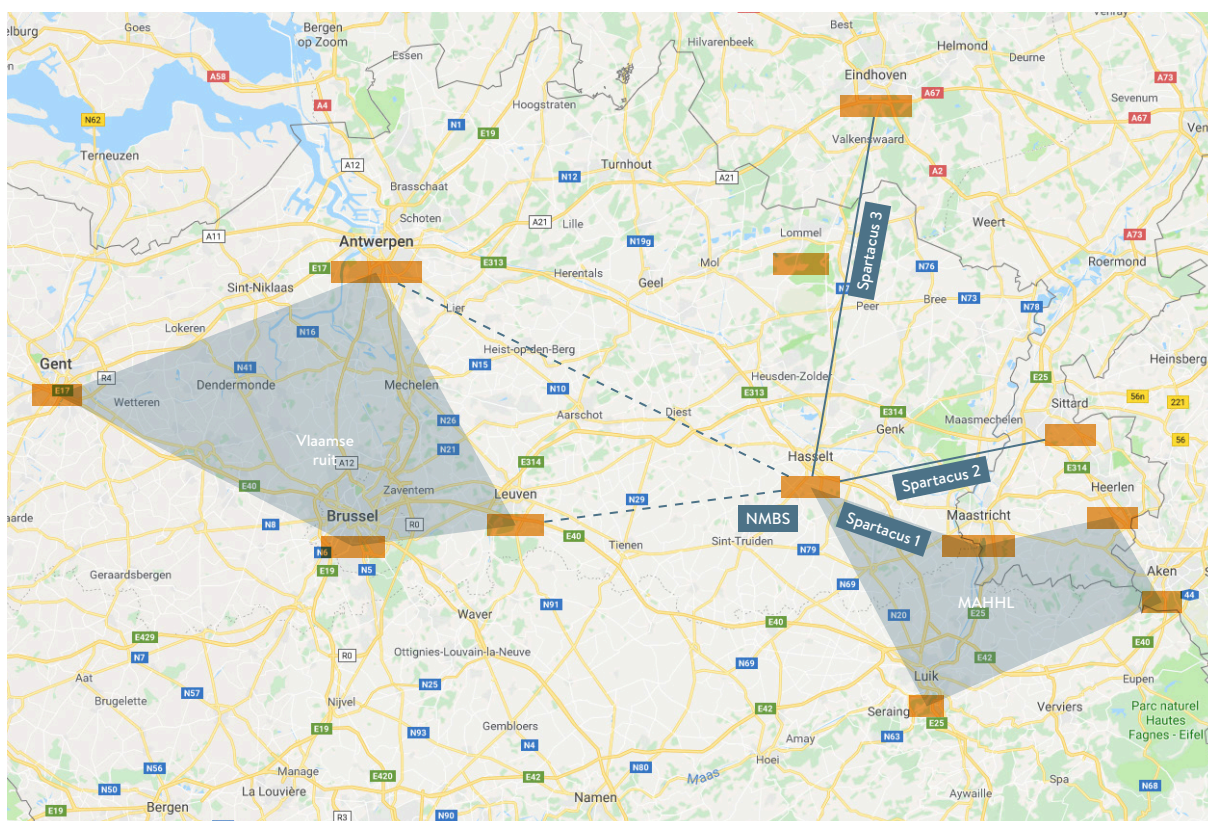 elburg
Goes
Bergen
op Zoom
Essen
Hilvarenbeek
Best
Helmond
Deurne
Venray
Eindhoven
A58
A4
A67
A73
Sevenum
A67
N62
Hoogstraten
N1
E19
Valkenswaard
Terneuzen
A12
Turnhout
A2
N12
A21
Brasschaat
Schoten
A21
Lille
Weert
A11
Antwerpen
N19g
Lommel
Spartacus 3
A73
Roermond
E17
E313
Herentals
Mol
Geel
N76
Sint-Niklaas
Lier
Peer
Bree
N73
N78
Lokeren
N16
Heist-op-den-Berg
Gent
R4
N41
N15
Heusden-Zolder
E25
Heinsberg
E17
Dendermonde
Mechelen
N10
E313
Wetteren
Sittard
56n
221
N26
Aarschot
Diest
E314
Maasmechelen
Genk
Vlaamse
ruit
N21
56
A12
Hasselt
E314
E314
Zaventem
Leuven
Spartacus 2
Heerlen
E40
N29
Brussel
NMBS
Spartacus 1
Maastricht
N8
R0
E40
Tienen
Sint-Truiden
N6
N79
E19
N5
Aken
Geraardsbergen
N69
44
N91
MAHHL
Waver
N20
E25
E429
E40
E40
N7
R0
Ottignies-Louvain-la-Neuve
E42
N69
Aat
N25
Luik
Eupen
Brugelette
N57
Nijvel
E42
Seraing
Verviers
Parc naturel
Hautes
Fagnes - Eifel
E19
N93
Gembloers
E25
N4
Amay
N63
Hoei
N56
Manage
E420
N80
Maas
Spa
N50
La Louvière
E42
N68
Namen
Aywaille
E19
Bergen
R3
N90